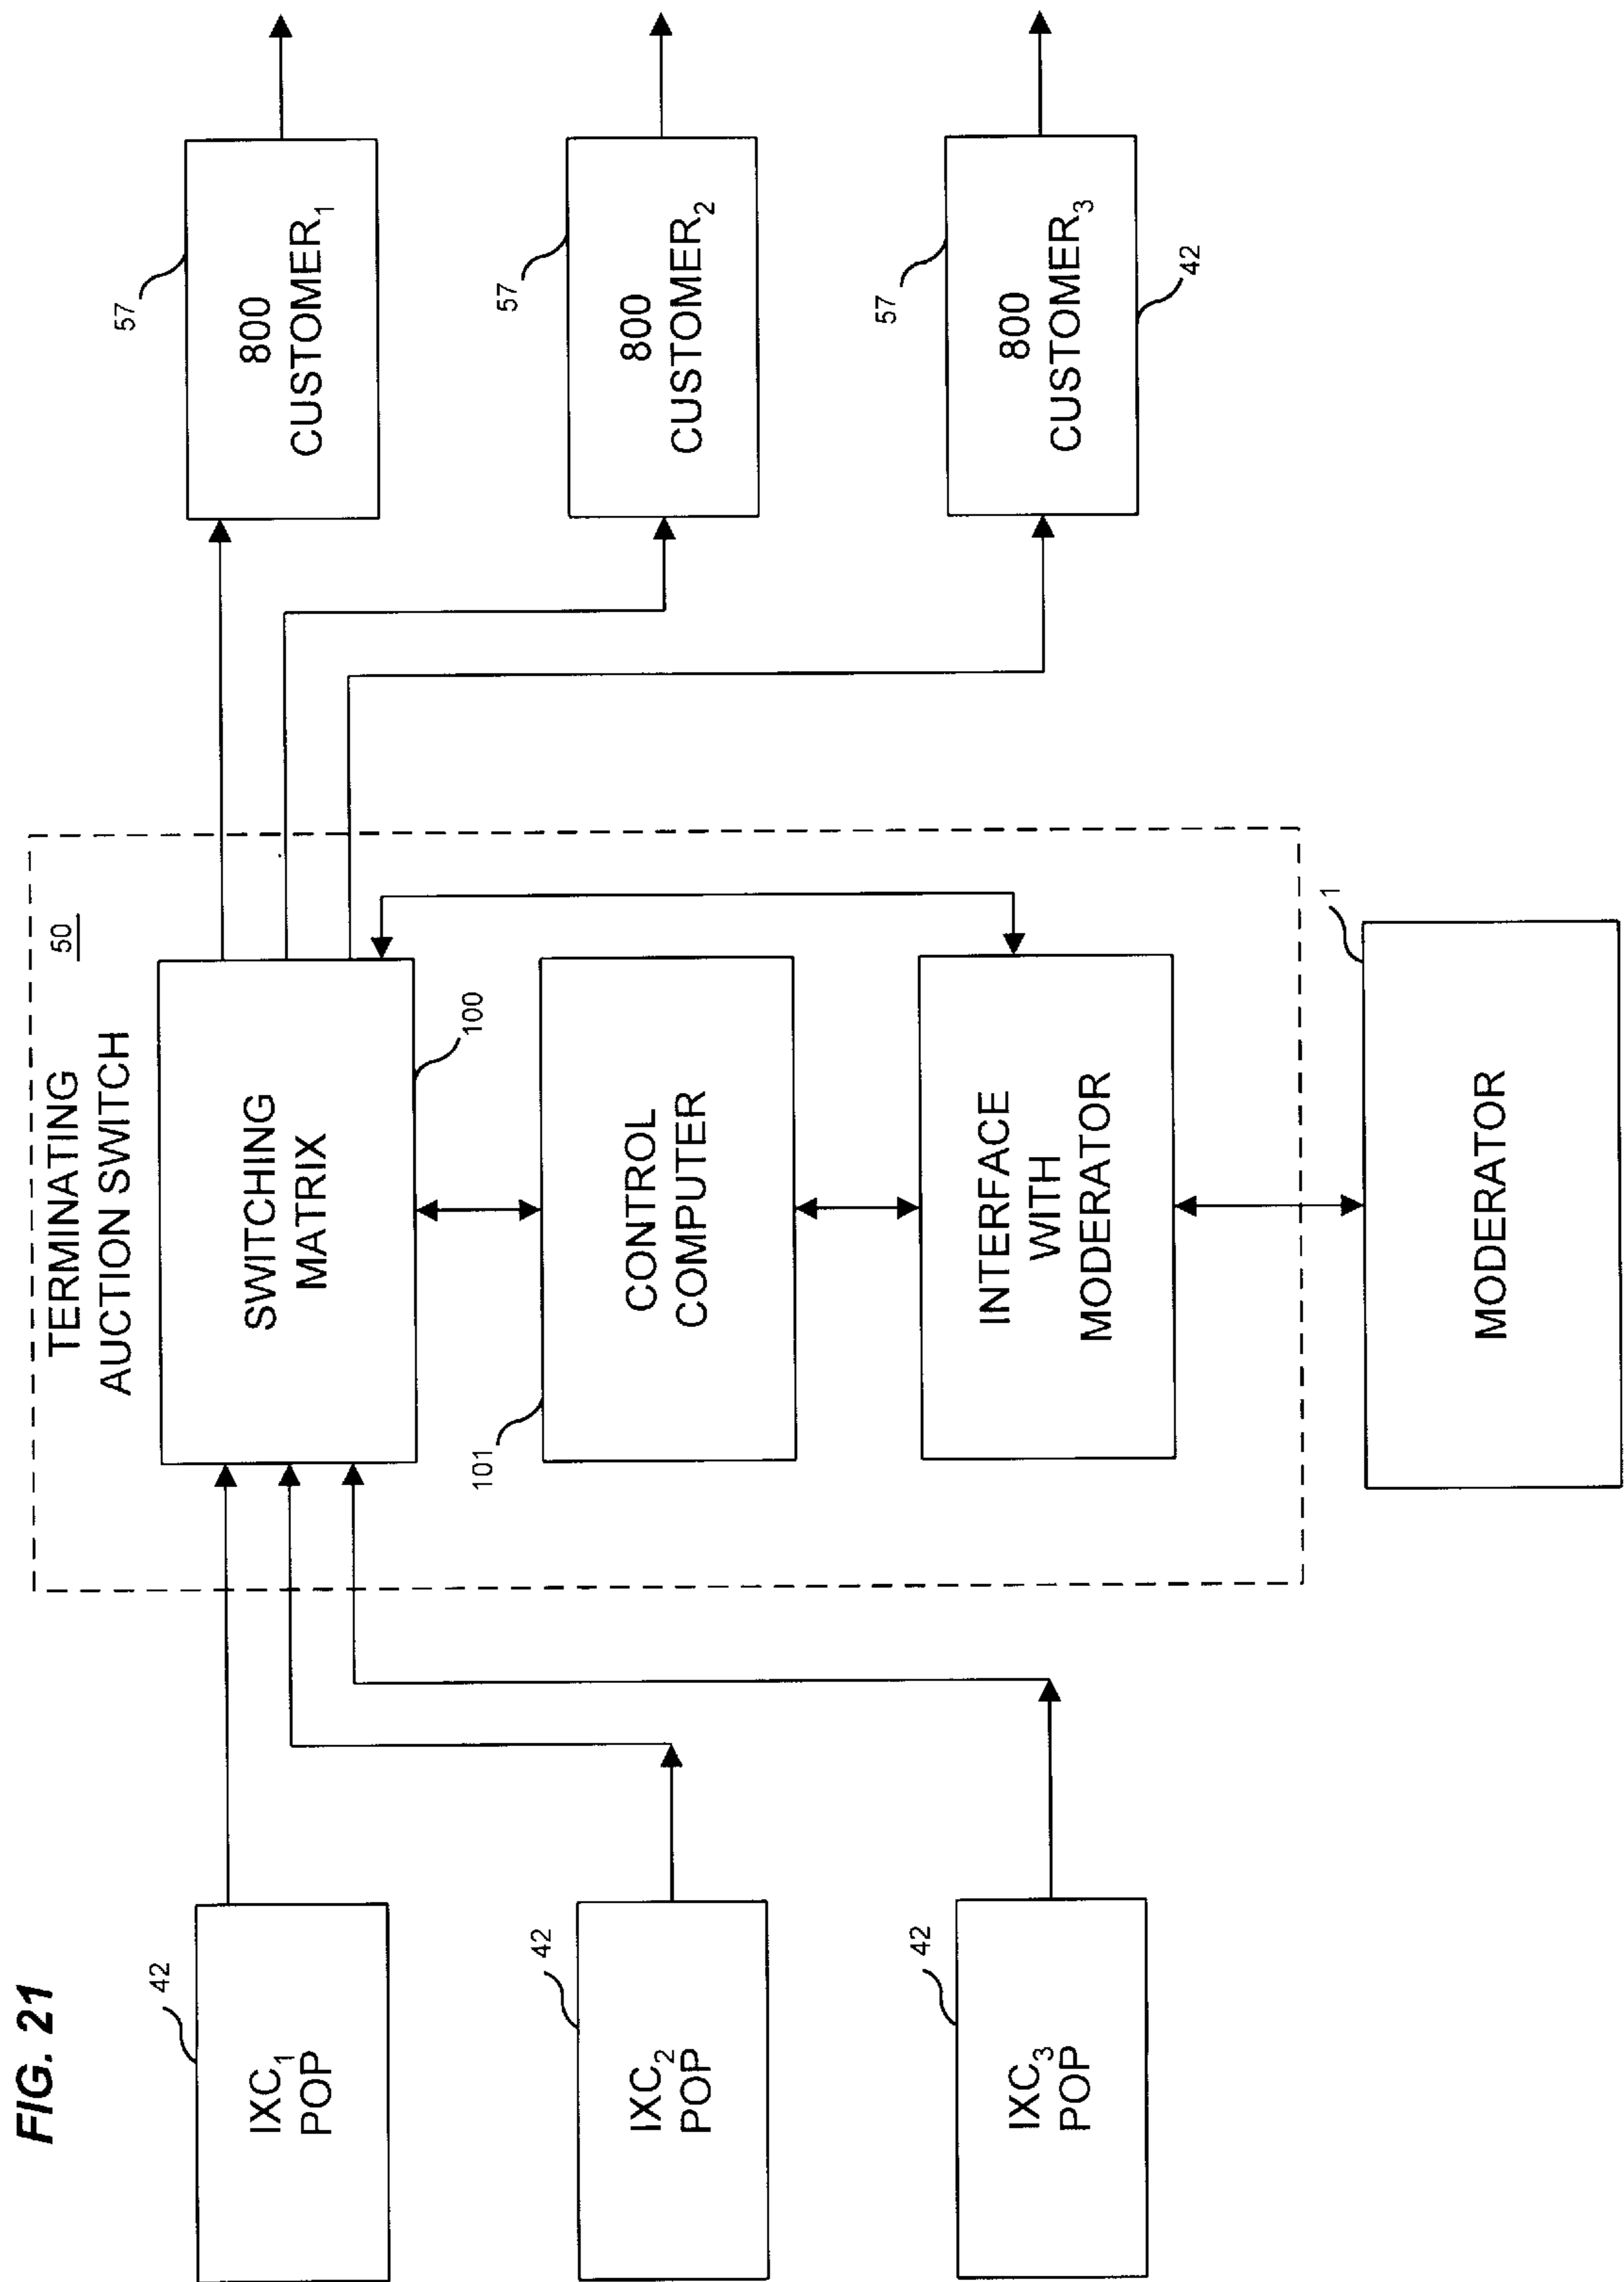 FIG. 21
42
IXC1
POP
42
IXC2
POP
42
IXC3
POP
TERMINATING
AUCTION SWITCH
50
SWITCHING
MATRIX
100
101
CONTROL
COMPUTER
INTERFACE
WITH
MODERATOR
1
MODERATOR
57
800
CUSTOMER1
57
800
CUSTOMER2
57
800
CUSTOMER3
42